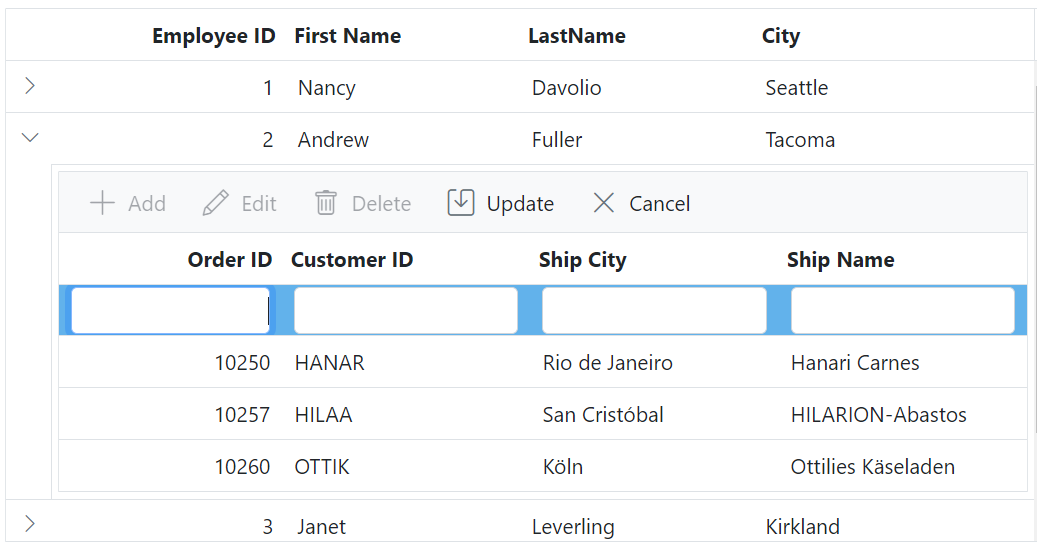 Employee ID First Name LastName City
1 Nancy Davolio Seattle
2 Andrew Fuller Tacoma
Add Edit Delete Update Cancel
Order ID Customer ID Ship City Ship Name
10250 HANAR Rio de Janeiro Hanari Carnes
10257 HILAA San Cristóbal HILARION-Abastos
10260 OTTIK Köln Ottilies Käseladen
3 Janet Leverling Kirkland